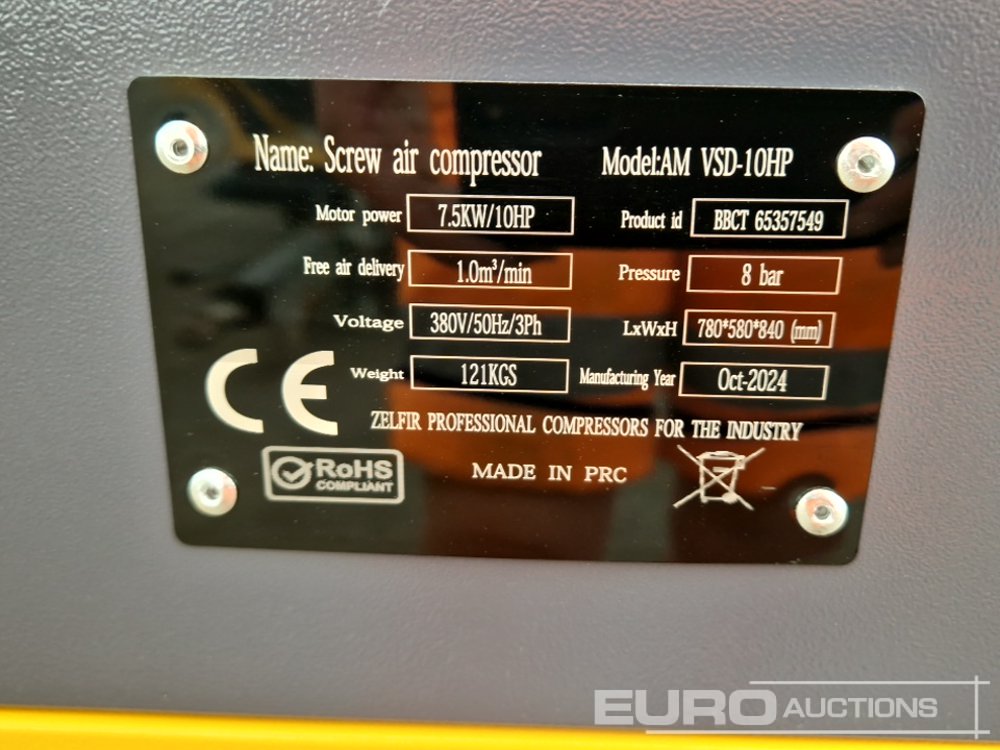 Name: Screw air compressor Model:AM VSD-10HP
Motor power 7.5KW/10HP Product id BBCT 65357549
Free air delivery 1.0m³/min Pressure 8 bar
Voltage 380V/50Hz/3Ph LxWxH 780*580*840 (mm)
Weight 121KGS Manufacturing Year Oct-2024
CE
ZELFIR PROFESSIONAL COMPRESSORS FOR THE INDUSTRY
RoHS
COMPLIANT
MADE IN PRC
EURO AUCTIONS